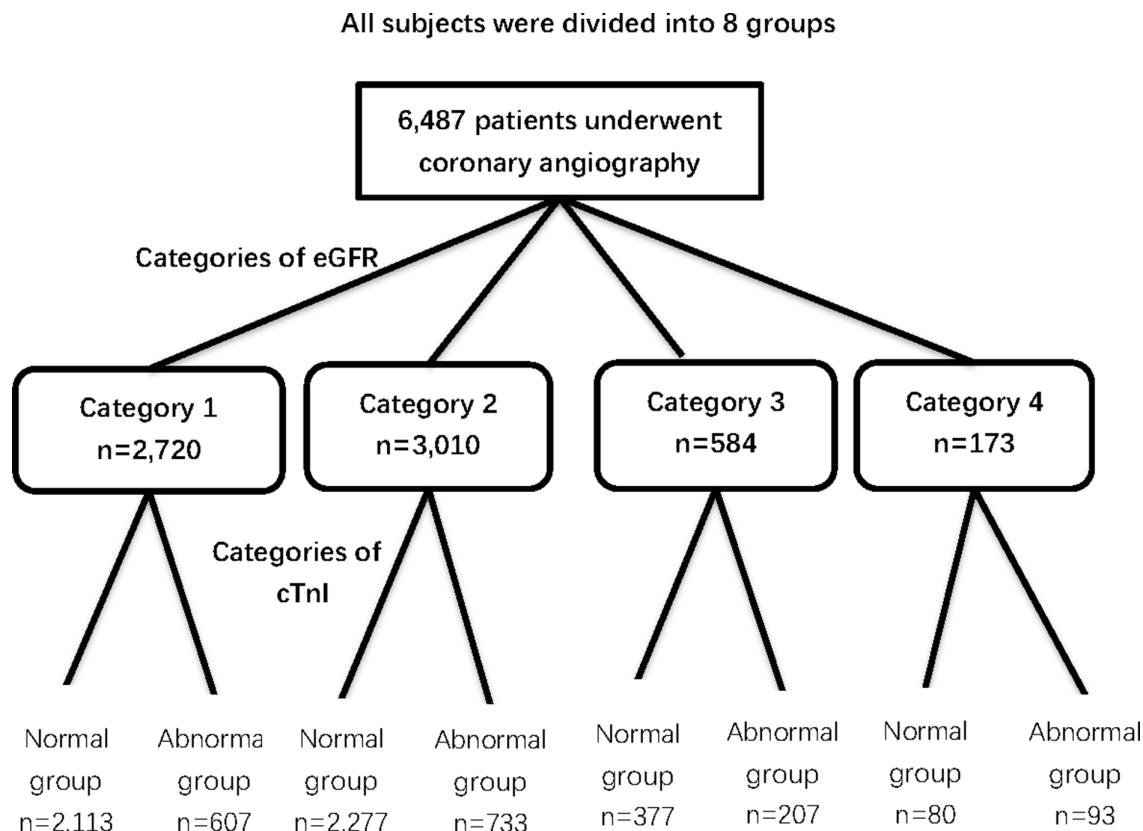 All subjects were divided into 8 groups
6,487 patients underwent
coronary angiography
Categories of eGFR
Category 1
n=2,720
Category 2
n=3,010
Category 3
n=584
Category 4
n=173
Categories of
cTnI
Normal
group
n=2,113
Abnorma
group
n=607
Normal
group
n=2,277
Abnormal
group
n=733
Normal
group
n=377
Abnormal
group
n=207
Normal
group
n=80
Abnormal
group
n=93